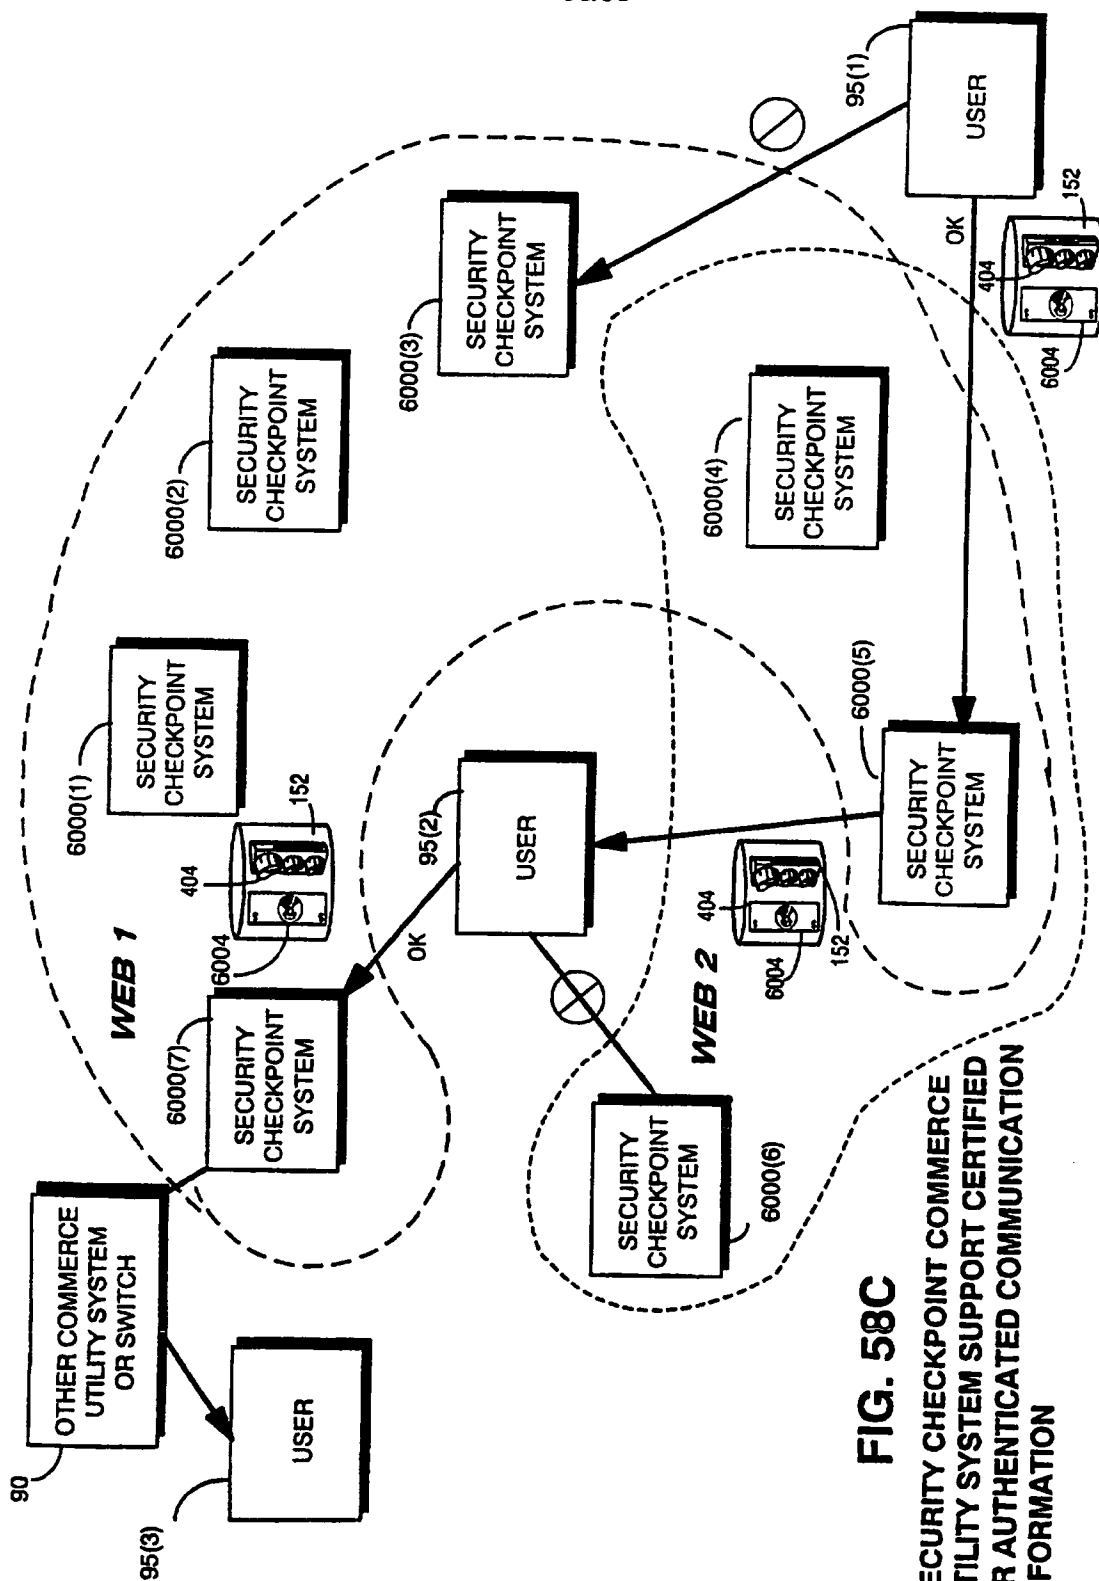 90
OTHER COMMERCE
UTILITY SYSTEM
OR SWITCH
95(3)
USER
6000(7)
SECURITY
CHECKPOINT
SYSTEM
WEB 1
6004
404
152
6000(1)
SECURITY
CHECKPOINT
SYSTEM
6000(2)
SECURITY
CHECKPOINT
SYSTEM
6000(3)
SECURITY
CHECKPOINT
SYSTEM
OK
95(2)
USER
6000(6)
SECURITY
CHECKPOINT
SYSTEM
WEB 2
6004
404
152
6000(4)
SECURITY
CHECKPOINT
SYSTEM
6000(5)
SECURITY
CHECKPOINT
SYSTEM
95(1)
USER
OK
6004
404
152
FIG. 58C
ECURITY CHECKPOINT COMMERCE
TILITY SYSTEM SUPPORT CERTIFIED
R AUTHENTICATED COMMUNICATION
FORMATION